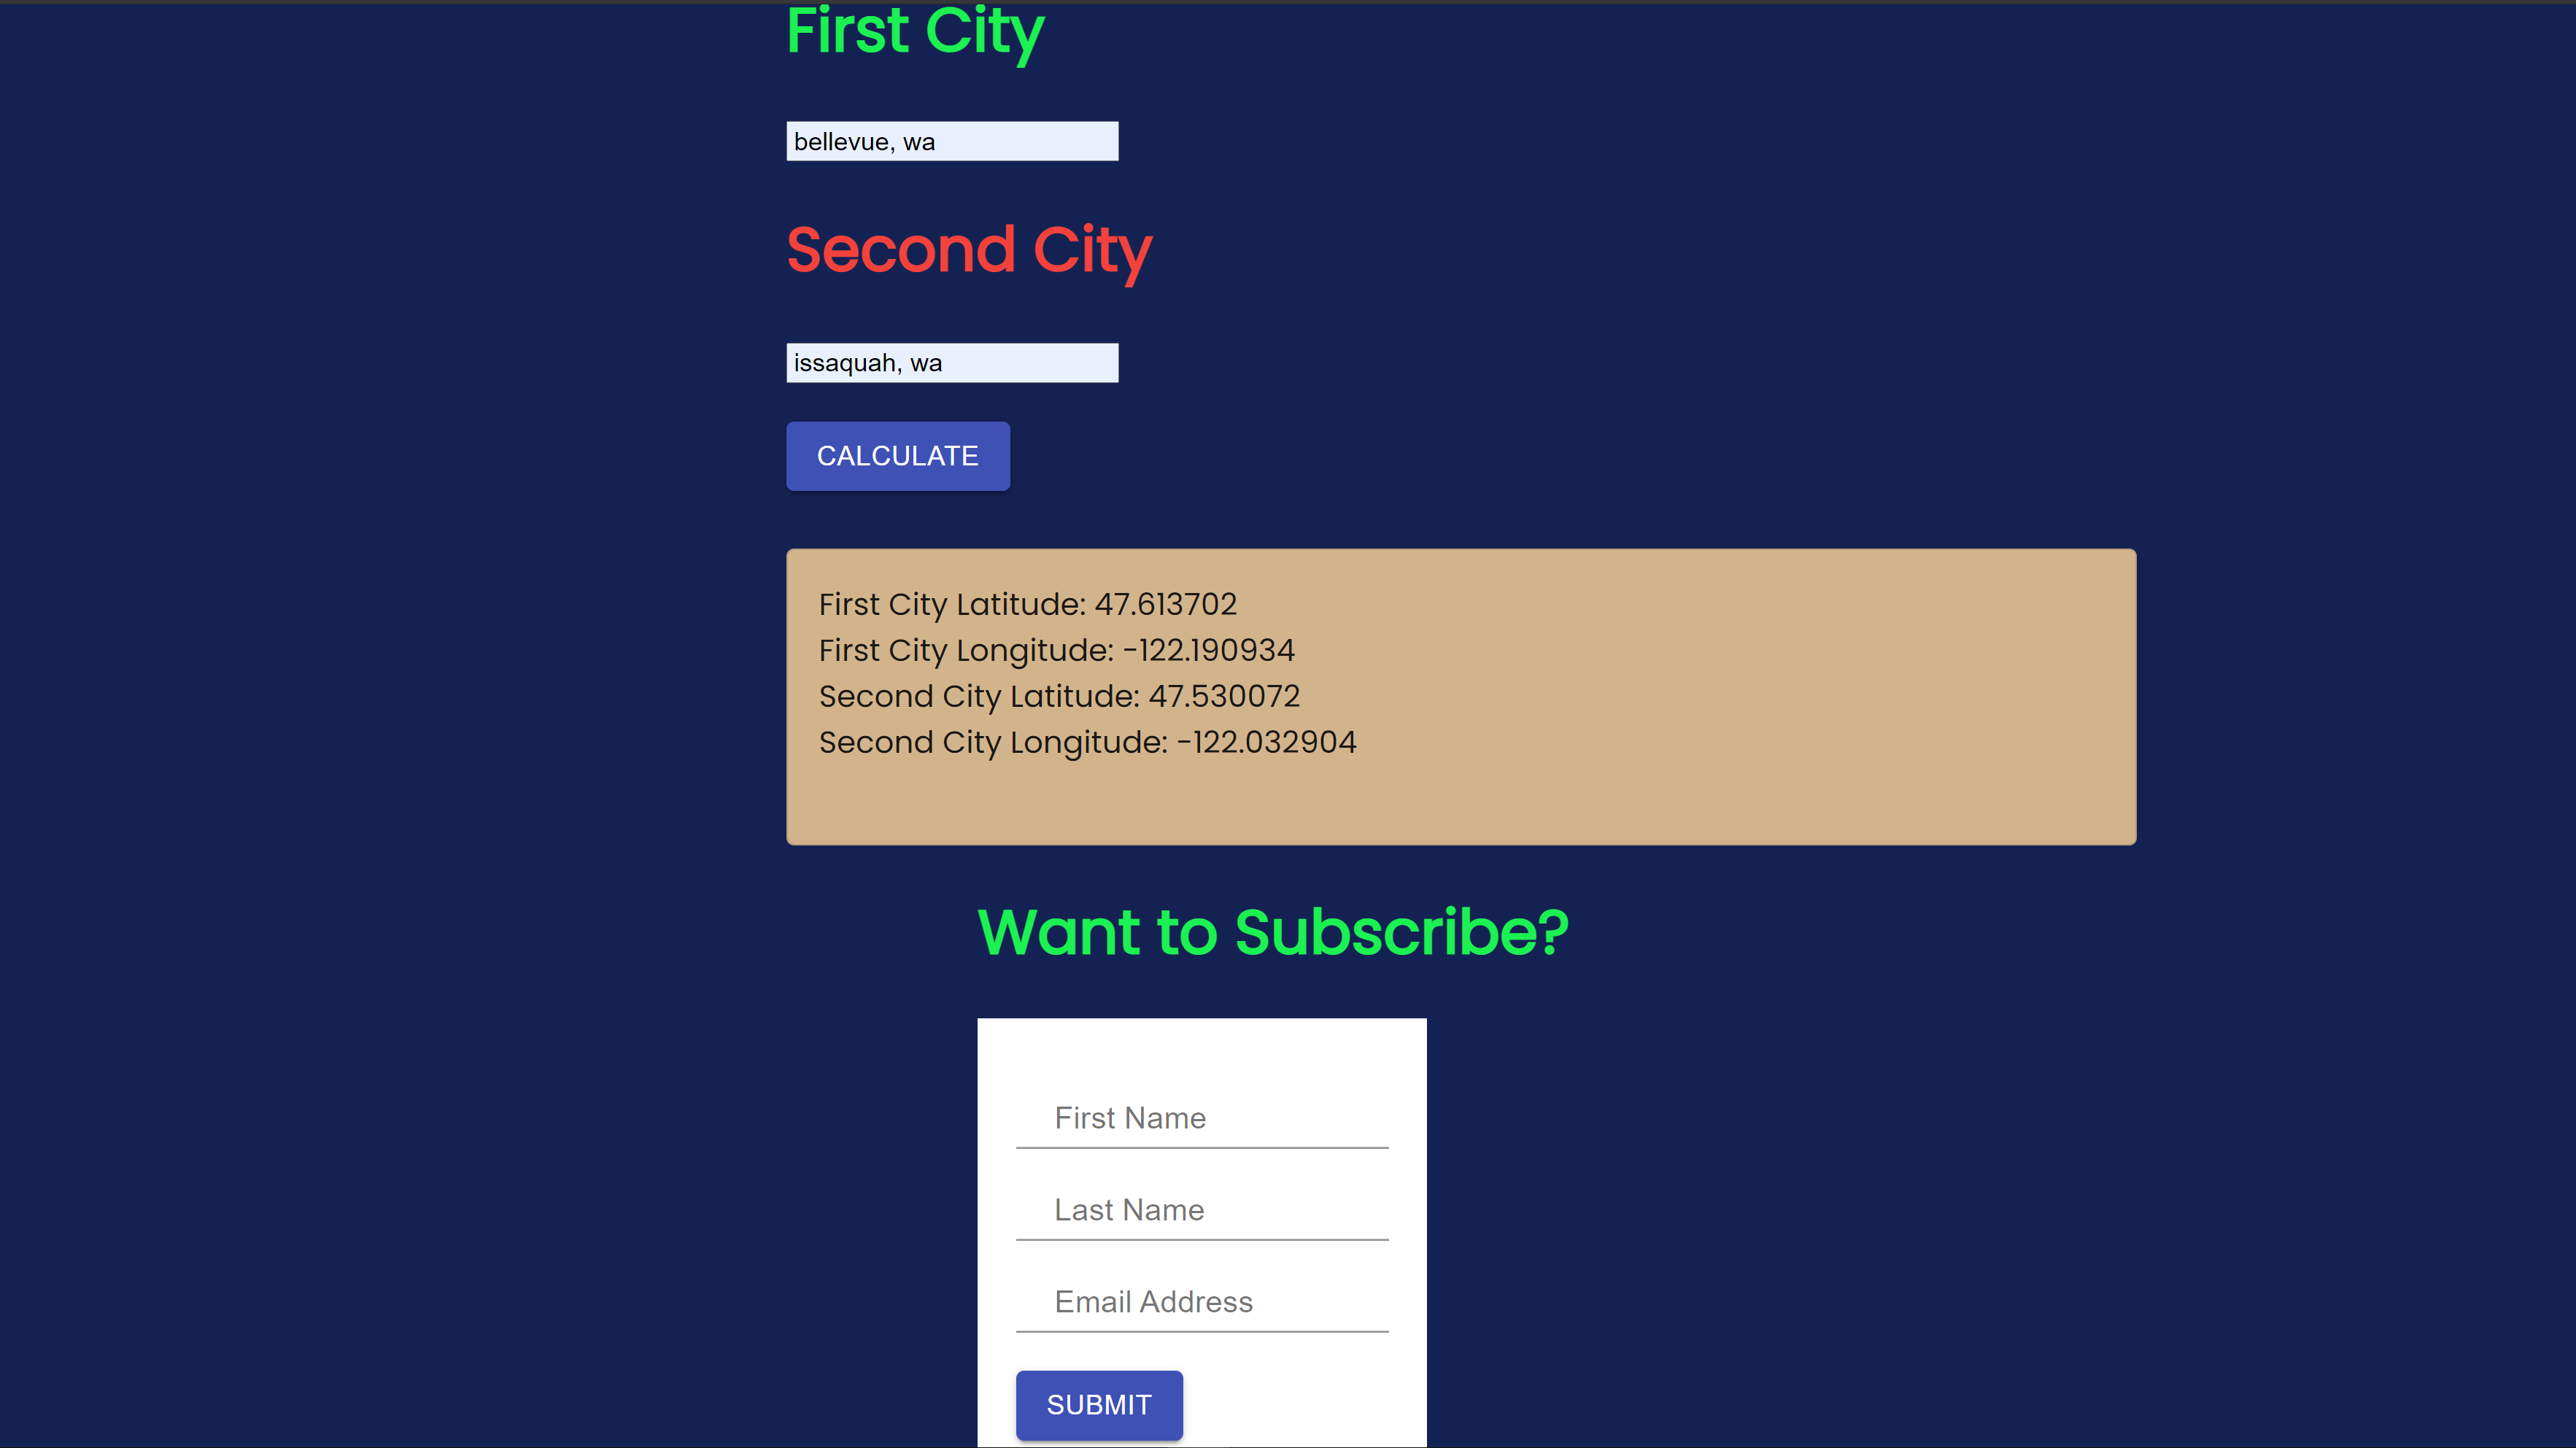 First City
bellevue, wa
Second City
issaquah, wa
CALCULATE
First City Latitude: 47.613702
First City Longitude: -122.190934
Second City Latitude: 47.530072
Second City Longitude: -122.032904
Want to Subscribe?
First Name
Last Name
Email Address
SUBMIT